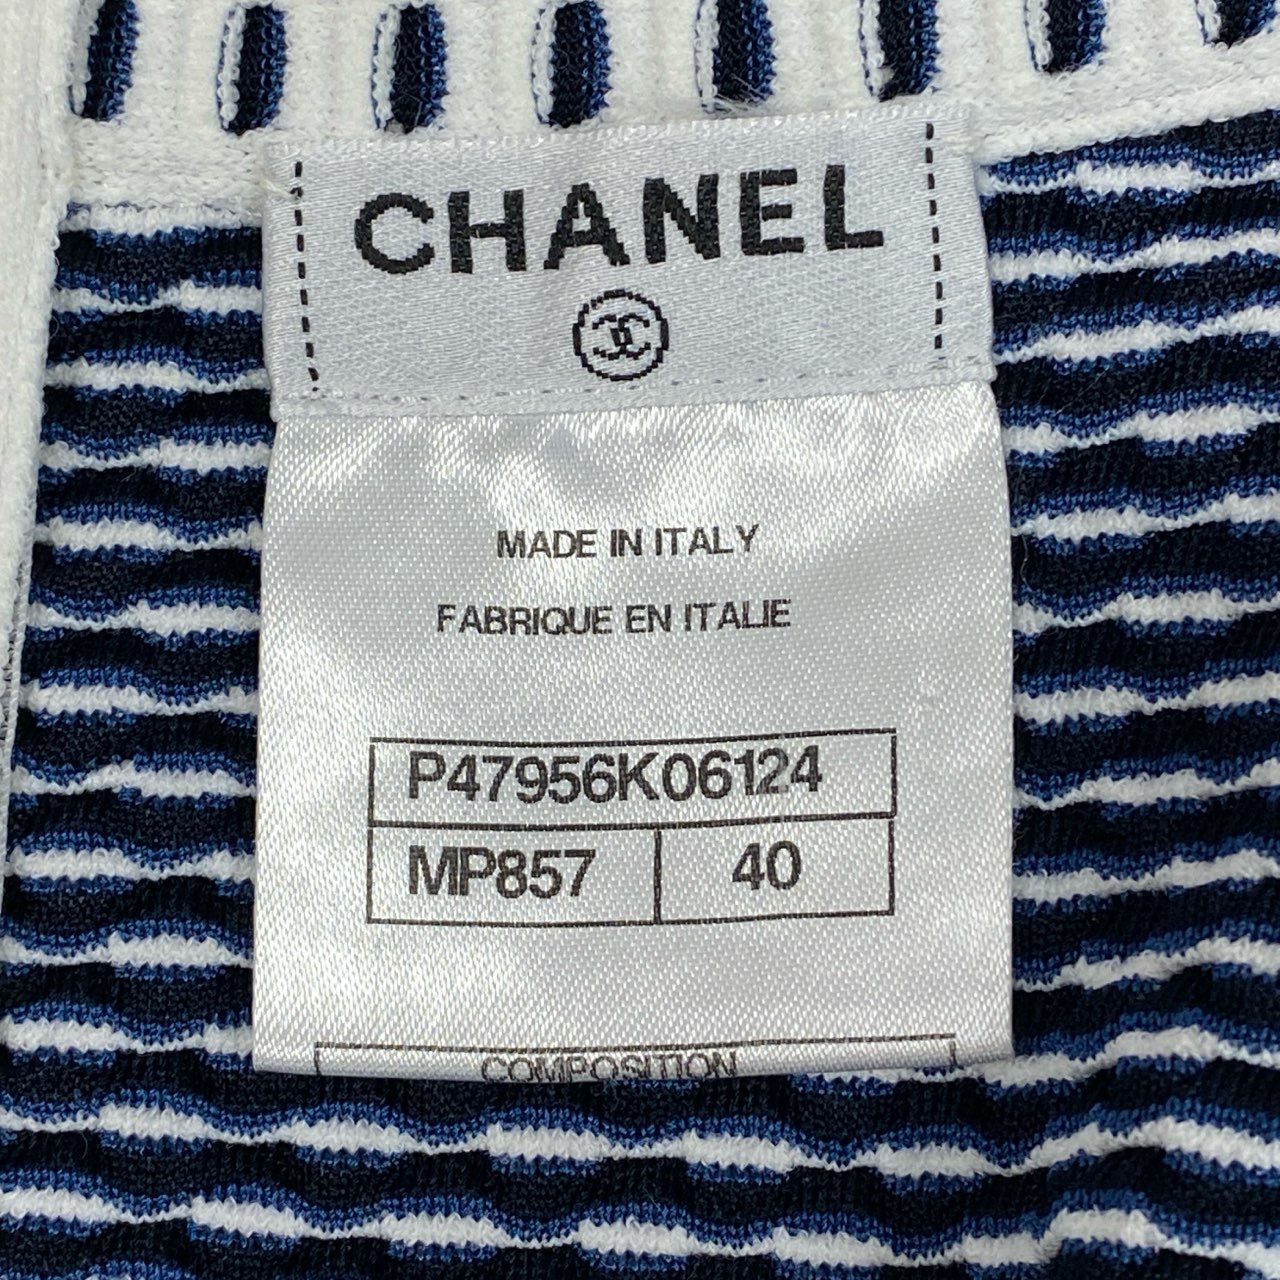 CHANEL
MADE IN ITALY
FABRIQUE EN ITALIE
P47956K06124
MP857 40
COMPOSITION